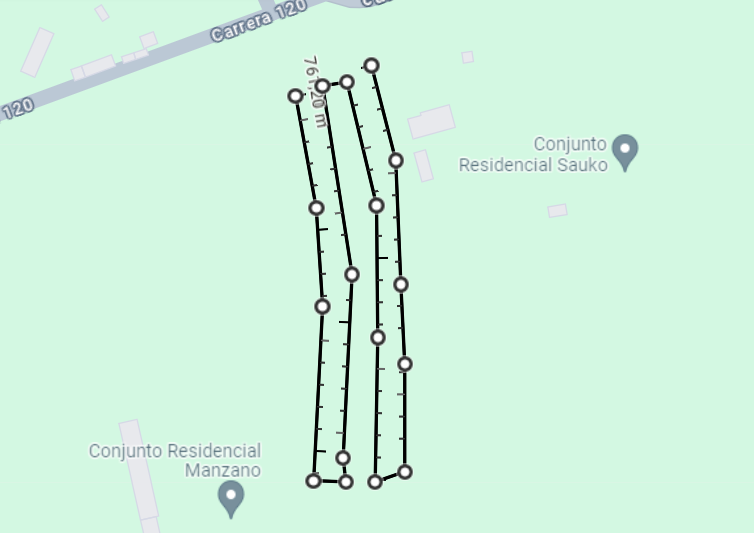 Carrera 120
120
761,20 m
Conjunto
Residencial Sauko
Conjunto Residencial
Manzano